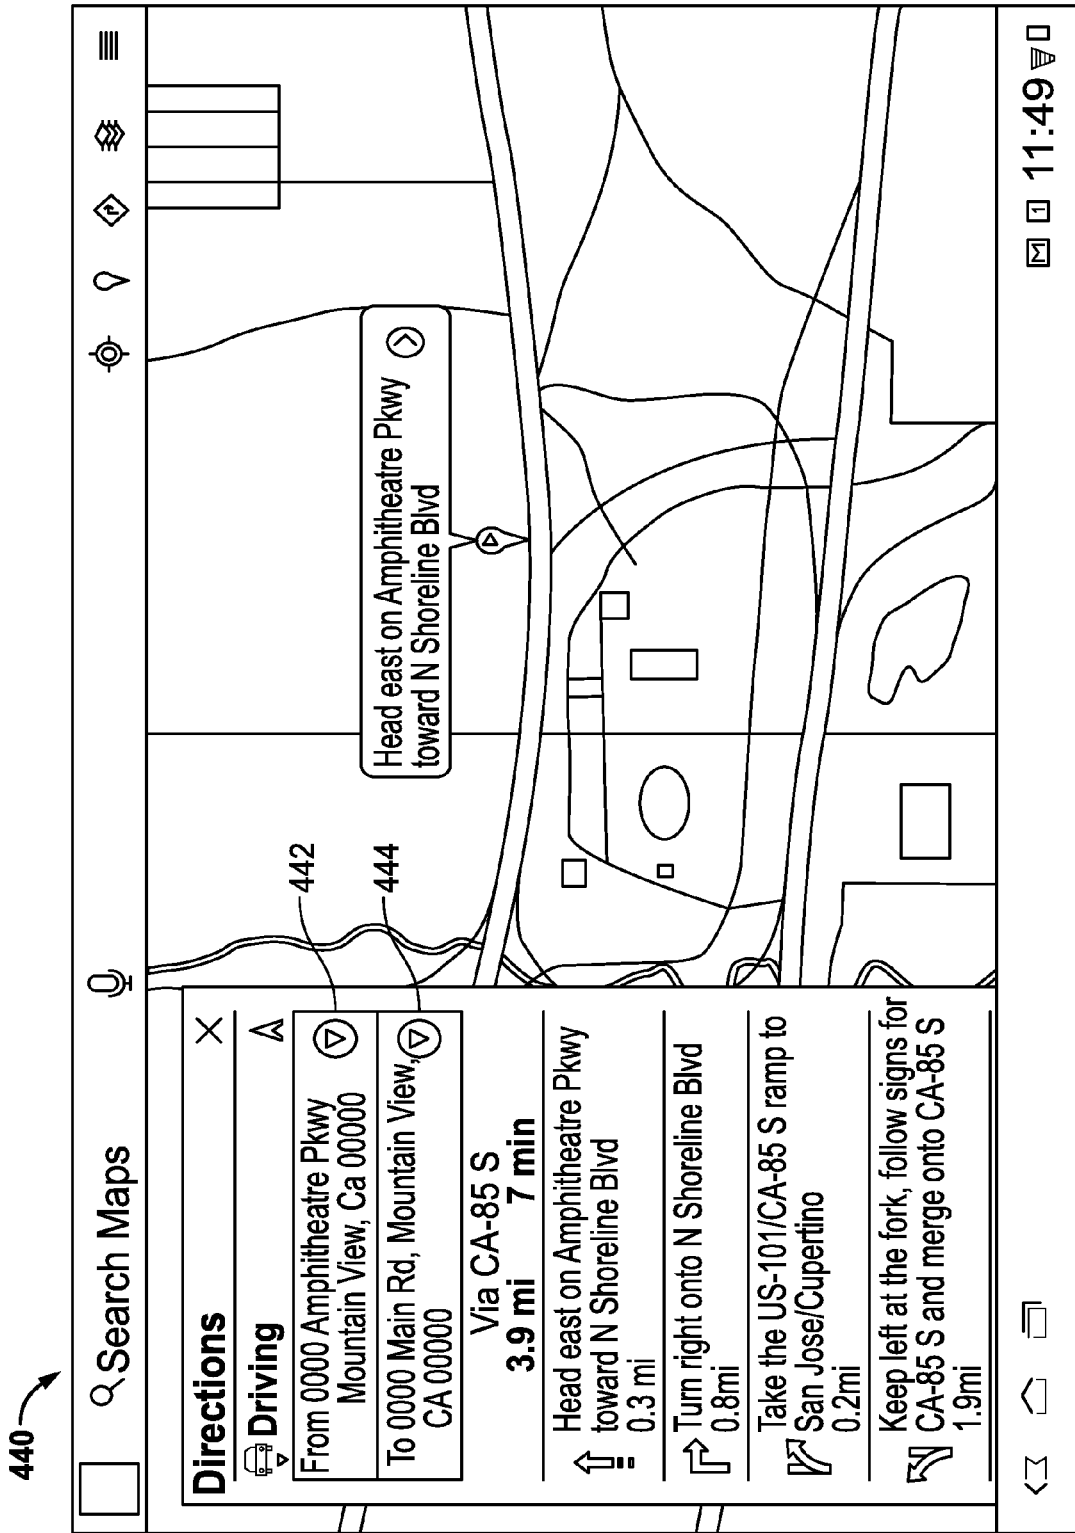 440
Search Maps
Directions
Driving
From 0000 Amphitheatre Pkwy
Mountain View, Ca 00000
To 0000 Main Rd, Mountain View,
CA 00000
442
444
Via CA-85 S
3.9 mi 7 min
Head east on Amphitheatre Pkwy
toward N Shoreline Blvd
0.3 mi
Turn right onto N Shoreline Blvd
0.8mi
Take the US-101/CA-85 S ramp to
San Jose/Cupertino
0.2mi
Keep left at the fork, follow signs for
CA-85 S and merge onto CA-85 S
1.9mi
Head east on Amphitheatre Pkwy
toward N Shoreline Blvd
M 1 11:49